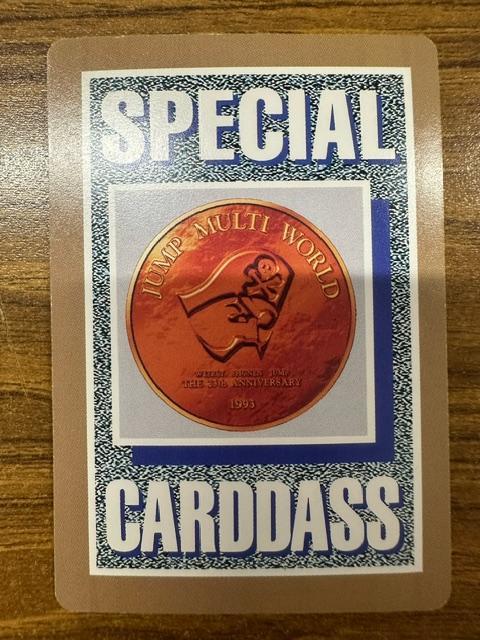 SPECIAL
JUMP MULTI WORLD
WEEKLY SHONEN JUMP
THE 25th ANNIVERSARY
1993
CARDDASS